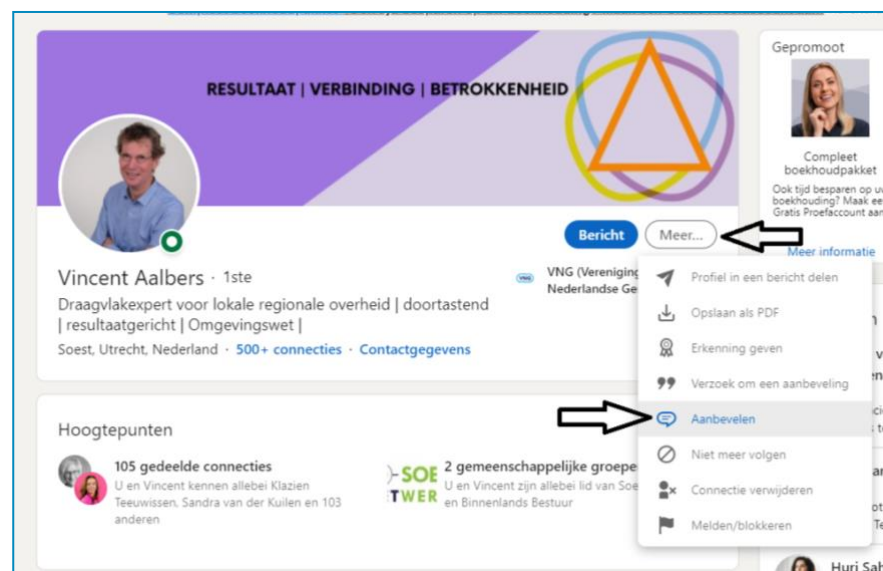 RESULTAAT | VERBINDING | BETROKKENHEID
Bericht
Meer...
Vincent Aalbers · 1ste
Draagvlakexpert voor lokale regionale overheid | doortastend
| resultaatgericht | Omgevingswet |
Soest, Utrecht, Nederland · 500+ connecties · Contactgegevens
VNG (Vereniging
Nederlandse Ge
Profiel in een bericht delen
Opslaan als PDF
Erkenning geven
Verzoek om een aanbeveling
Aanbevelen
Niet meer volgen
Connectie verwijderen
Melden/blokkeren
Hoogtepunten
105 gedeelde connecties
U en Vincent kennen allebei Klazien
Teeuwissen, Sandra van der Kuilen en 103
anderen
SOE
TWER
2 gemeenschappelijke groepe
U en Vincent zijn allebei lid van Soe
en Binnenlands Bestuur
Gepromoot
Compleet
boekhoudpakket
Ook tijd besparen op
boekhouding? Maak
Gratis Proefaccount
Meer informatie
Huri